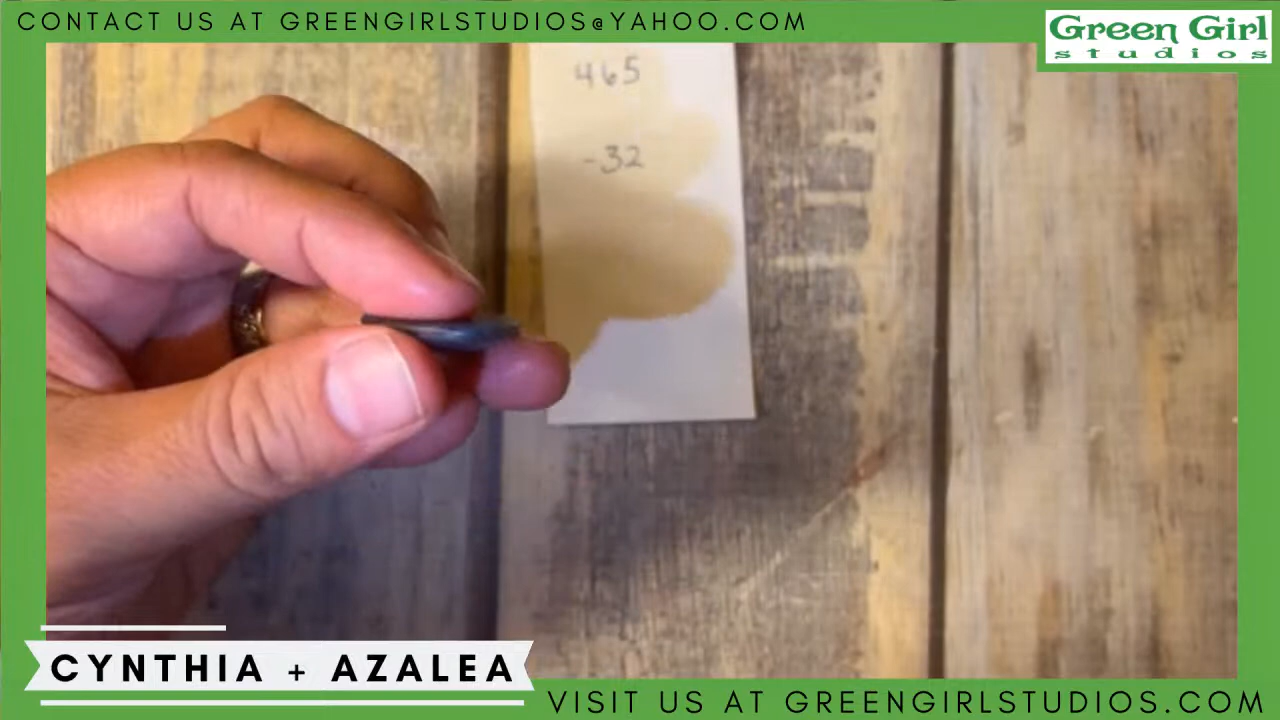 CONTACT US AT GREENGIRLSTUDIOS@YAHOO.COM
Green Girl
studios
465
-32
CYNTHIA + AZALEA
VISIT US AT GREENGIRLSTUDIOS.COM